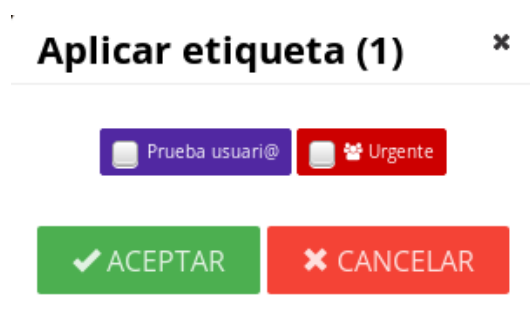 Aplicar etiqueta (1)
Prueba usuari@ Urgente
ACEPTAR CANCELAR